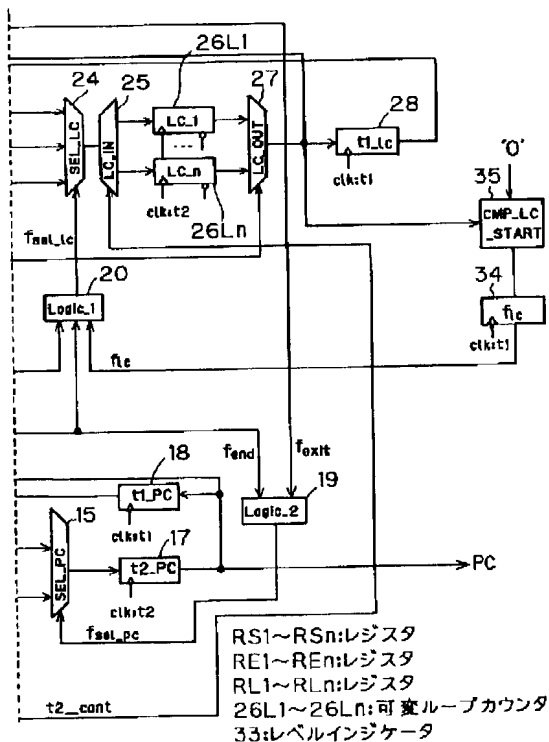 26L1
24
25
27
SEL_LC
LC_IN
LC_1
...
LC_n
LC_OUT
28
t1_lc
clk:t1
clk:t2
26Ln
"0"
35
CMP_LC
_START
fsel_lc
20
Logic_1
34
flc
clk:t1
flc
fend
fexit
18
t1_PC
clk:t1
19
Logic_2
15
SEL_PC
17
t2_PC
clk:t2
PC
fsel_pc
t2_cont
RS1~RSn:レジスタ
RE1~REn:レジスタ
RL1~RLn:レジスタ
26L1~26Ln:可変ループカウンタ
33:レベルインジケータ